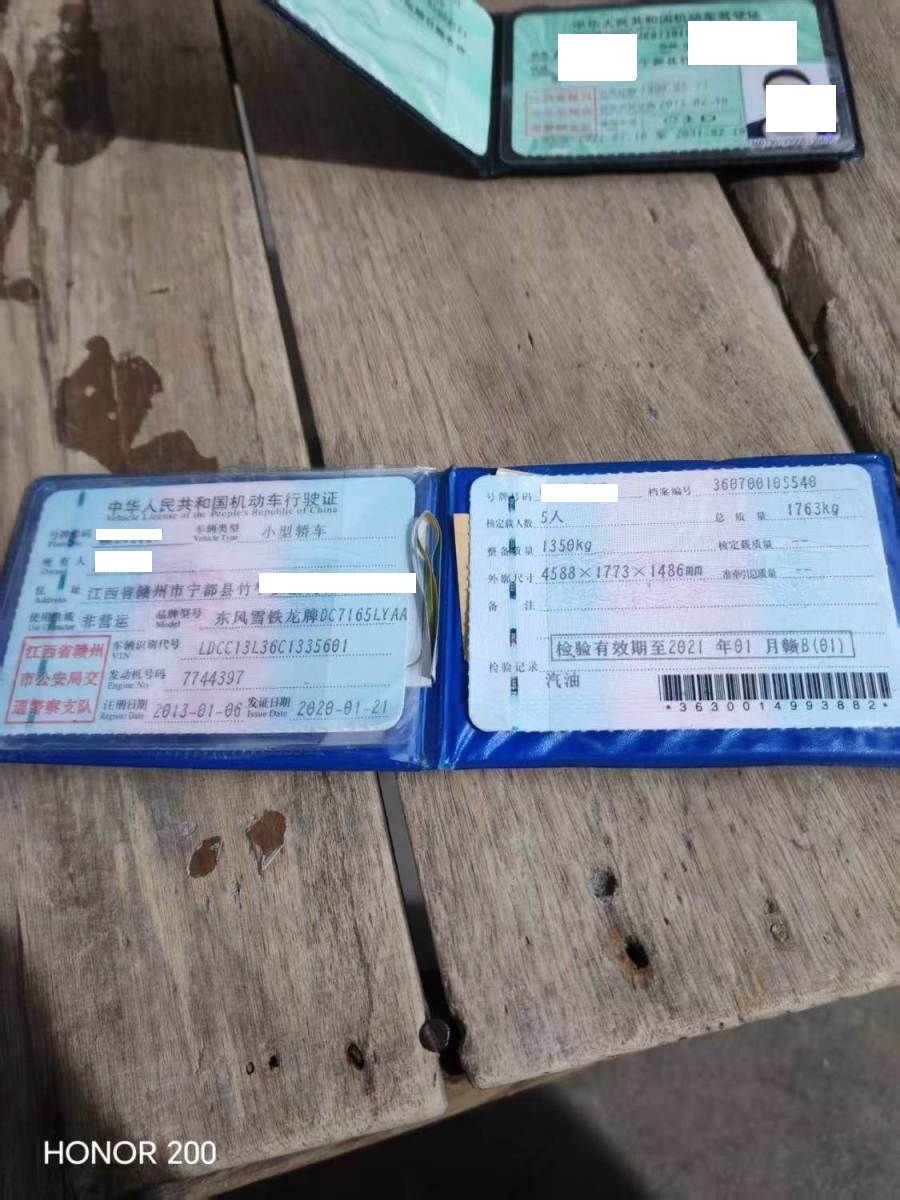 中华人民共和国机动车驾驶证
C1D
中华人民共和国机动车行驶证
Vehicle License of the People's Republic of China
号牌号码 车辆类型 小型轿车
Vehicle Type
所有人
Owner
住址 江西省赣州市宁都县竹
Address
使用性质 非营运 品牌型号 东风雪铁龙牌DC7165LYAA
Model
江西省赣州
市公安局交
通警察支队
车辆识别代号 LDCC13L36C1335601
VIN
发动机号码 7744397
Engine No.
注册日期 2013-01-06 发证日期 2020-01-21
Register Date Issue Date
号牌号码 档案编号 360700105540
核定载人数 5人 总质量 1763kg
整备质量 1350kg 核定载质量 --
外廓尺寸 4588×1773×1486mm 准牵引总质量 --
备注
检验有效期至2021 年01 月赣B(01)
检验记录
汽油
*3630014993882*
HONOR 200